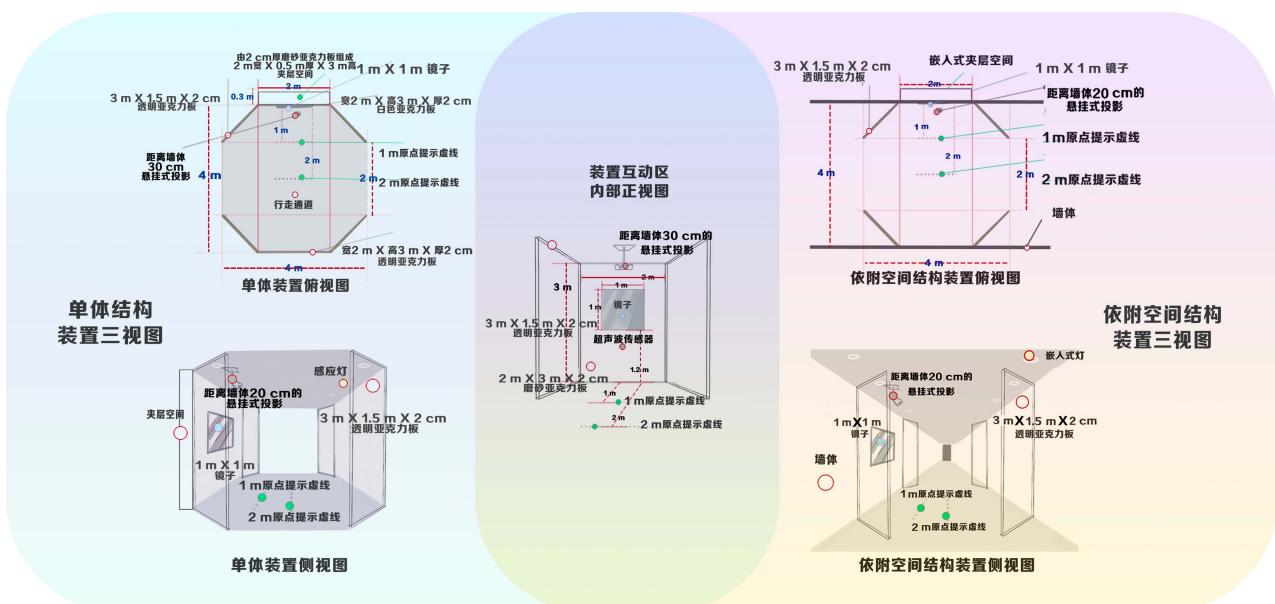 由2 cm厚磨砂亚克力板组成
2 m宽 X 0.5 m厚 X 3 m高
夹层空间
1 m X 1 m 镜子
2 m
0.3 m
3 m X 1.5 m X 2 cm
透明亚克力板
宽2 m X 高3 m X 厚2 cm
白色亚克力板
1 m
1 m原点提示虚线
距离墙体
30 cm
悬挂式投影
2 m
4 m
2 m
2 m原点提示虚线
行走通道
宽2 m X 高3 m X 厚2 cm
透明亚克力板
4 m
单体装置俯视图
单体结构
装置三视图
感应灯
距离墙体20 cm的
悬挂式投影
夹层空间
3 m X 1.5 m X 2 cm
透明亚克力板
1 m X 1 m
镜子
1 m原点提示虚线
2 m原点提示虚线
单体装置侧视图
装置互动区
内部正视图
距离墙体30 cm的
悬挂式投影
2 m
3 m
1 m
1 m
镜子
3 m X 1.5 m X 2 cm
透明亚克力板
超声波传感器
1.2 m
2 m X 3 m X 2 cm
磨砂亚克力板
1 m
1 m原点提示虚线
2 m
2 m原点提示虚线
嵌入式夹层空间
3 m X 1.5 m X 2 cm
透明亚克力板
1 m X 1 m 镜子
2 m
距离墙体20 cm的
悬挂式投影
1 m
1 m原点提示虚线
2 m
4 m
2 m
2 m原点提示虚线
墙体
4 m
依附空间结构装置俯视图
依附空间结构
装置三视图
嵌入式灯
距离墙体20 cm的
悬挂式投影
1 m X 1 m
镜子
3 m X 1.5 m X 2 cm
透明亚克力板
墙体
1 m原点提示虚线
2 m原点提示虚线
依附空间结构装置侧视图